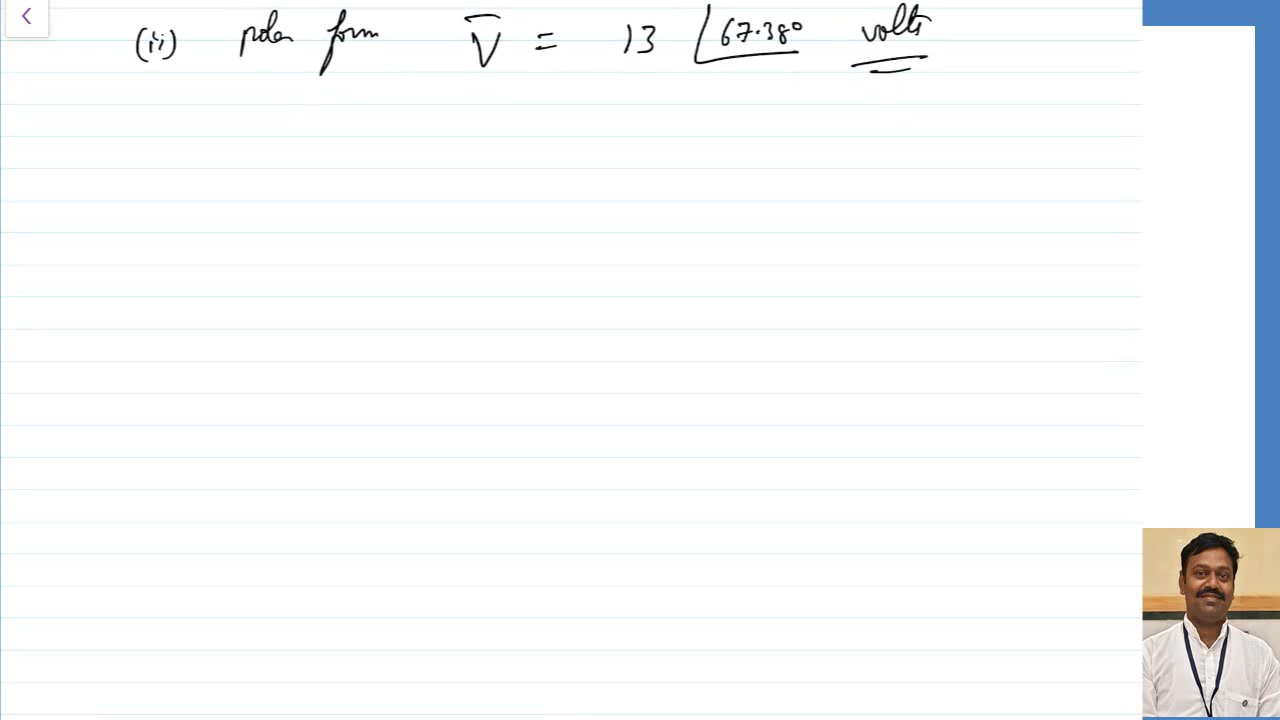 (ii) polar form V̅ = 13 ∠67.38° volts